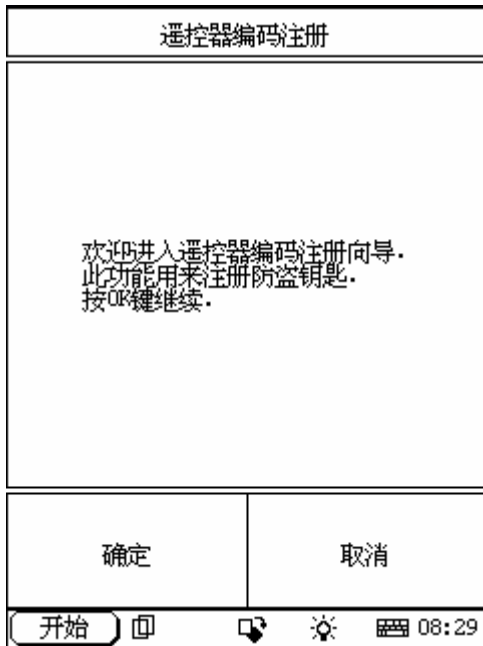 遥控器编码注册
欢迎进入遥控器编码注册向导.
此功能用来注册防盗钥匙.
按OK键继续.
确定
取消
开始
08:29